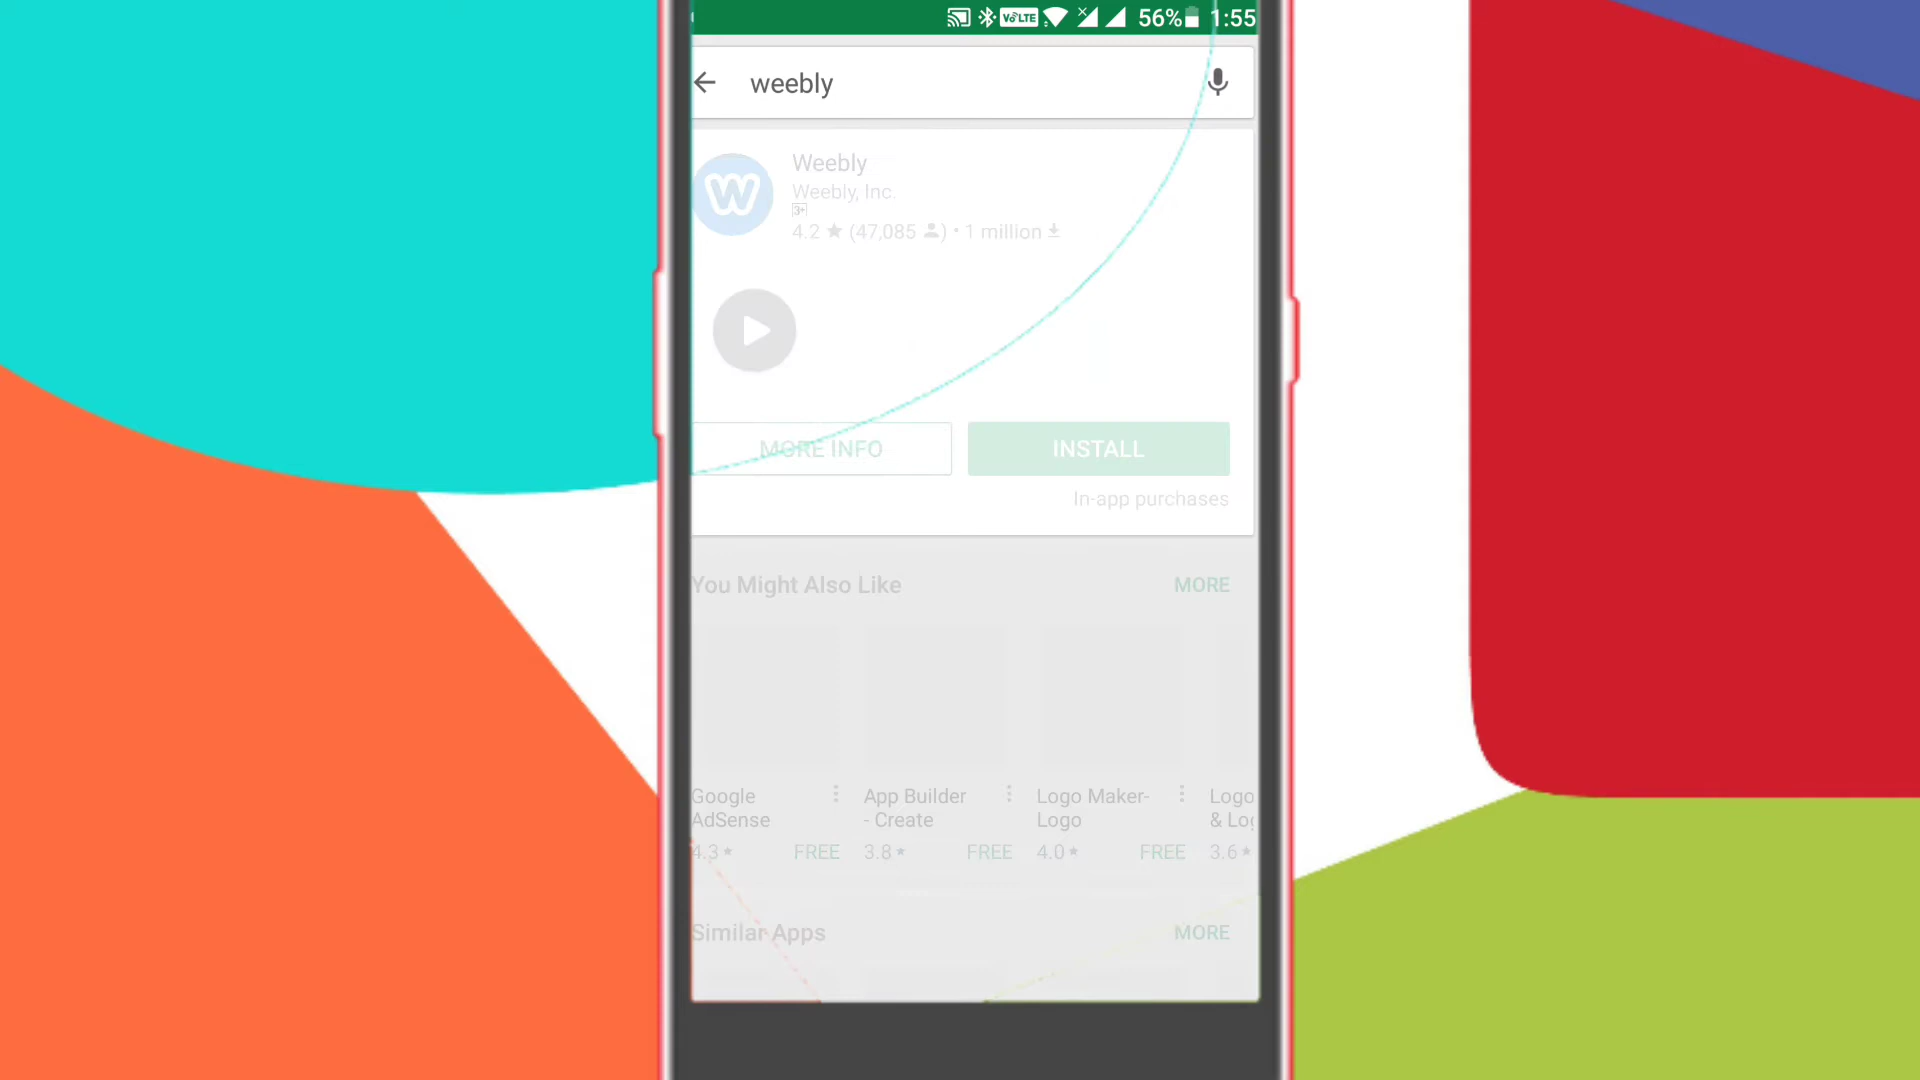 VoLTE 56% 1:55
weebly
Weebly
Weebly, Inc.
3+
4.2 ★ (47,085) • 1 million
MORE INFO INSTALL
In-app purchases
You Might Also Like MORE
Google AdSense
4.3★ FREE
App Builder - Create
3.8★ FREE
Logo Maker- Logo
4.0★ FREE
Logo &
3.6★
Similar Apps MORE